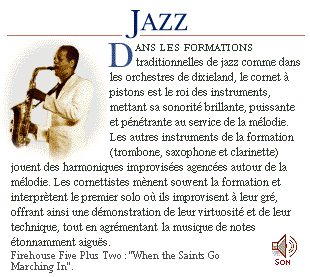 JAZZ
DANS LES FORMATIONS
traditionnelles de jazz comme dans
les orchestres de dixieland, le cornet à
pistons est le roi des instruments,
mettant sa sonorité brillante, puissante
et pénétrante au service de la mélodie.
Les autres instruments de la formation
(trombone, saxophone et clarinette)
jouent des harmoniques improvisées agencées autour de la
mélodie. Les cornettistes mènent souvent la formation et
interprètent le premier solo où ils improvisent à leur gré,
offrant ainsi une démonstration de leur virtuosité et de leur
technique, tout en agrémentant la musique de notes
étonnamment aiguës.
Firehouse Five Plus Two : "When the Saints Go
Marching In".
SON